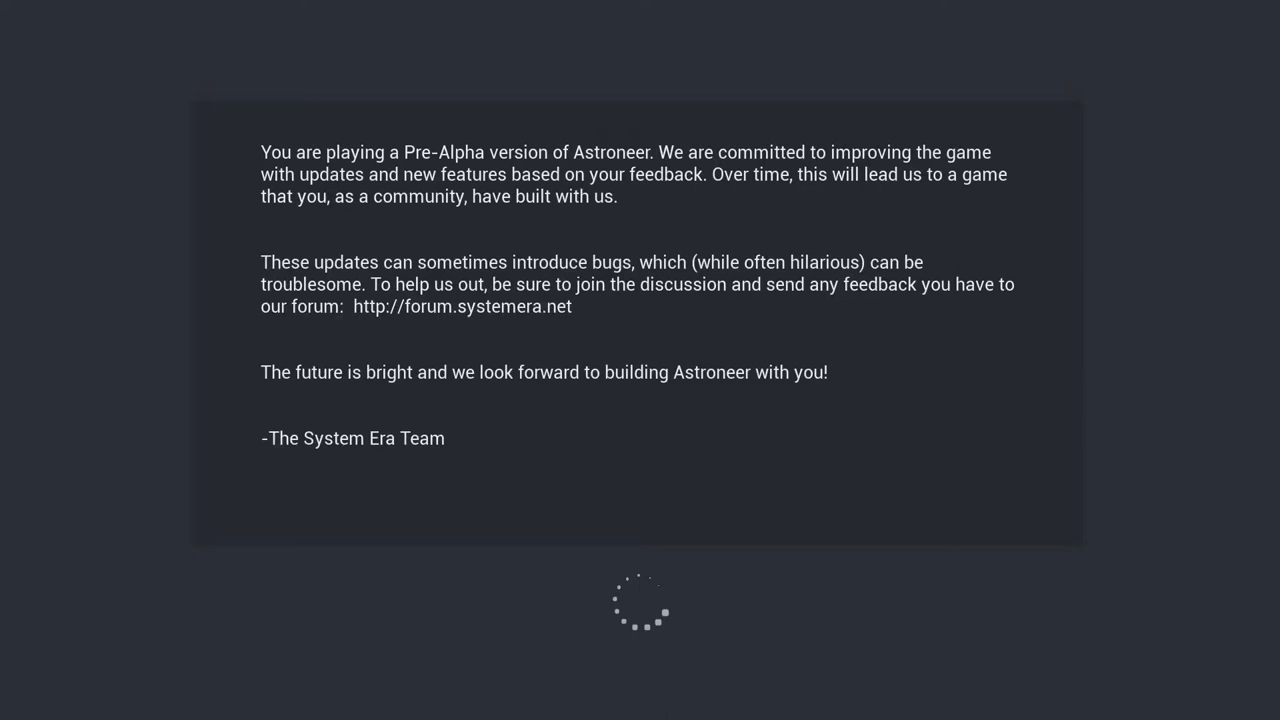 You are playing a Pre-Alpha version of Astroneer. We are committed to improving the game
with updates and new features based on your feedback. Over time, this will lead us to a game
that you, as a community, have built with us.
These updates can sometimes introduce bugs, which (while often hilarious) can be
troublesome. To help us out, be sure to join the discussion and send any feedback you have to
our forum:  http://forum.systemera.net
The future is bright and we look forward to building Astroneer with you!
-The System Era Team